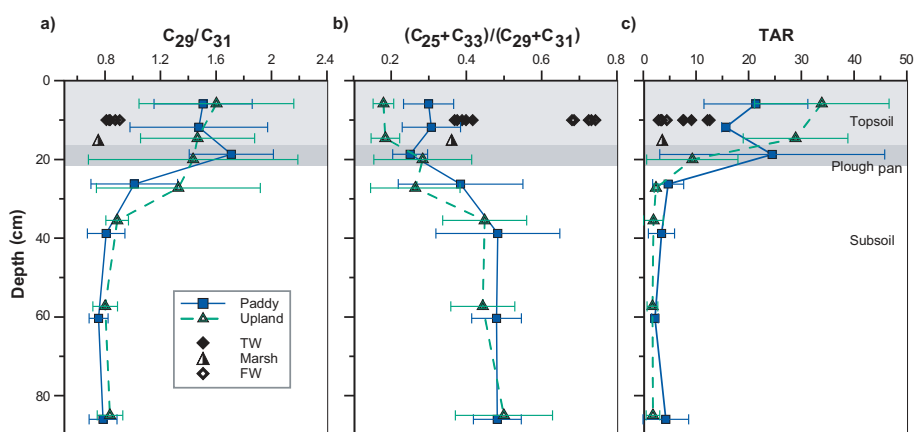 a) C₂₉/C₃₁
b) (C₂₅+C₃₃)/(C₂₉+C₃₁)
c) TAR
0.8 1.2 1.6 2 2.4
0.2 0.4 0.6 0.8
0 10 20 30 40 50
0
20
40
60
80
Depth (cm)
Topsoil
Plough pan
Subsoil
Paddy
Upland
TW
Marsh
FW